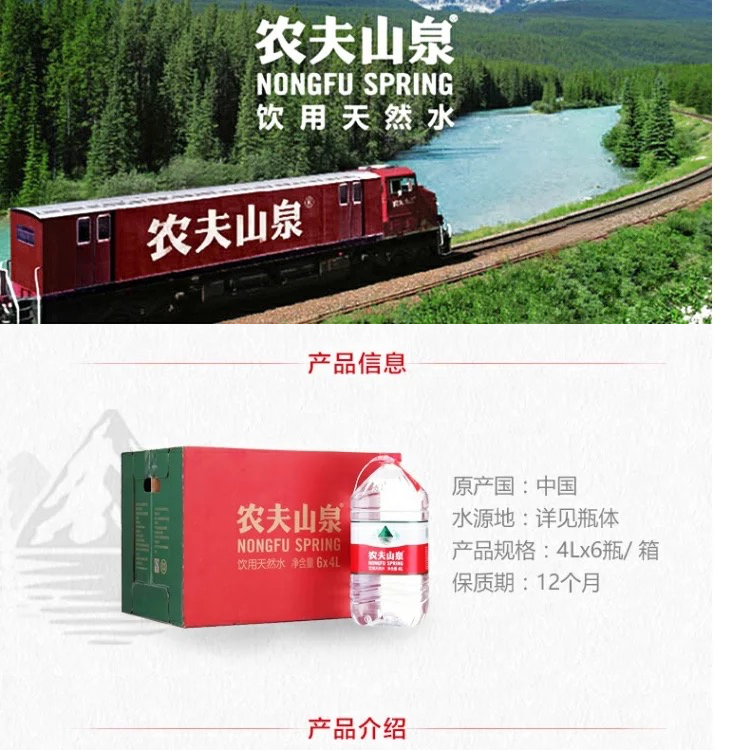 农夫山泉®
NONGFU SPRING
饮用天然水
农夫山泉®
产品信息
农夫山泉
NONGFU SPRING
饮用天然水 净含量 6x4L
农夫山泉
NONGFU SPRING
原产国：中国
水源地：详见瓶体
产品规格：4Lx6瓶/ 箱
保质期：12个月
产品介绍